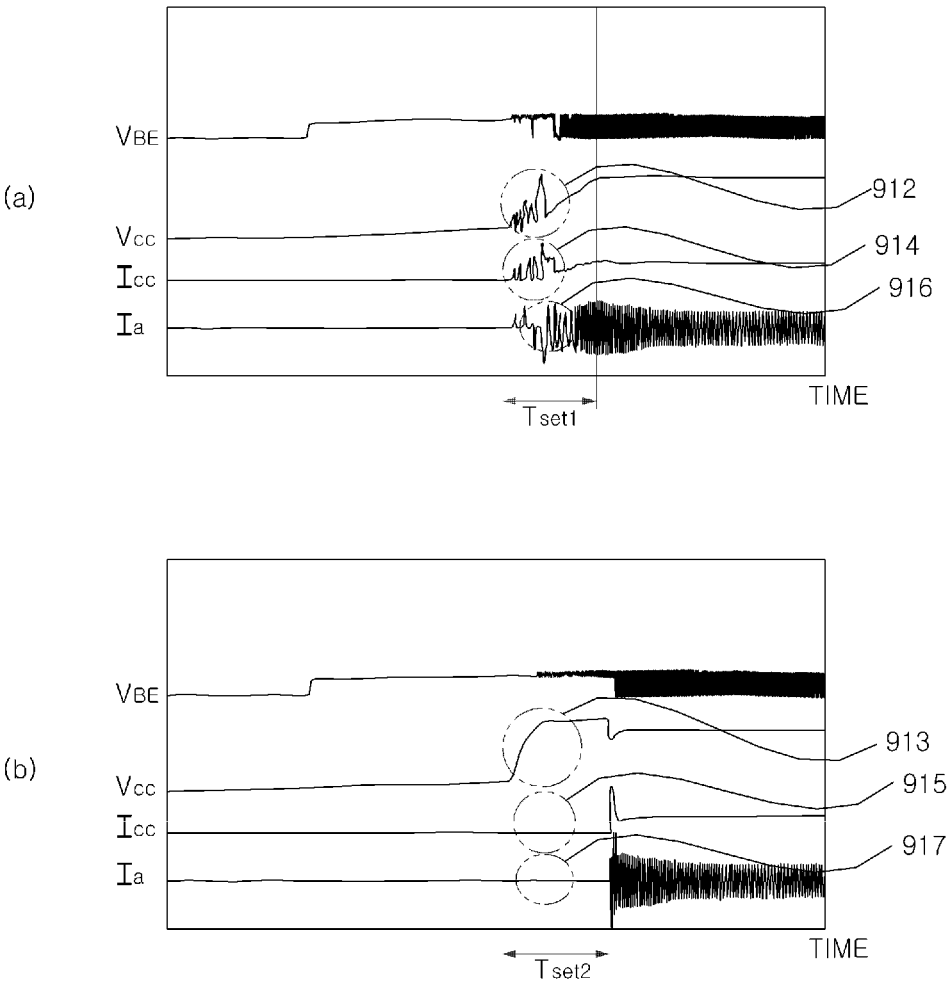 (a)
VBE
912
Vcc
914
Icc
916
Ia
TIME
Tset1
(b)
VBE
913
Vcc
915
Icc
917
Ia
TIME
Tset2